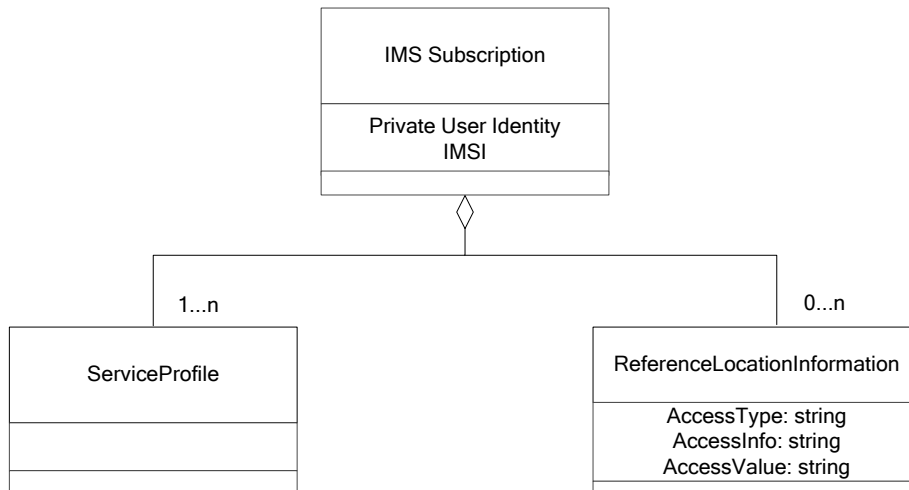 IMS Subscription
Private User Identity
IMSI
1...n
0...n
ServiceProfile
ReferenceLocationInformation
AccessType: string
AccessInfo: string
AccessValue: string